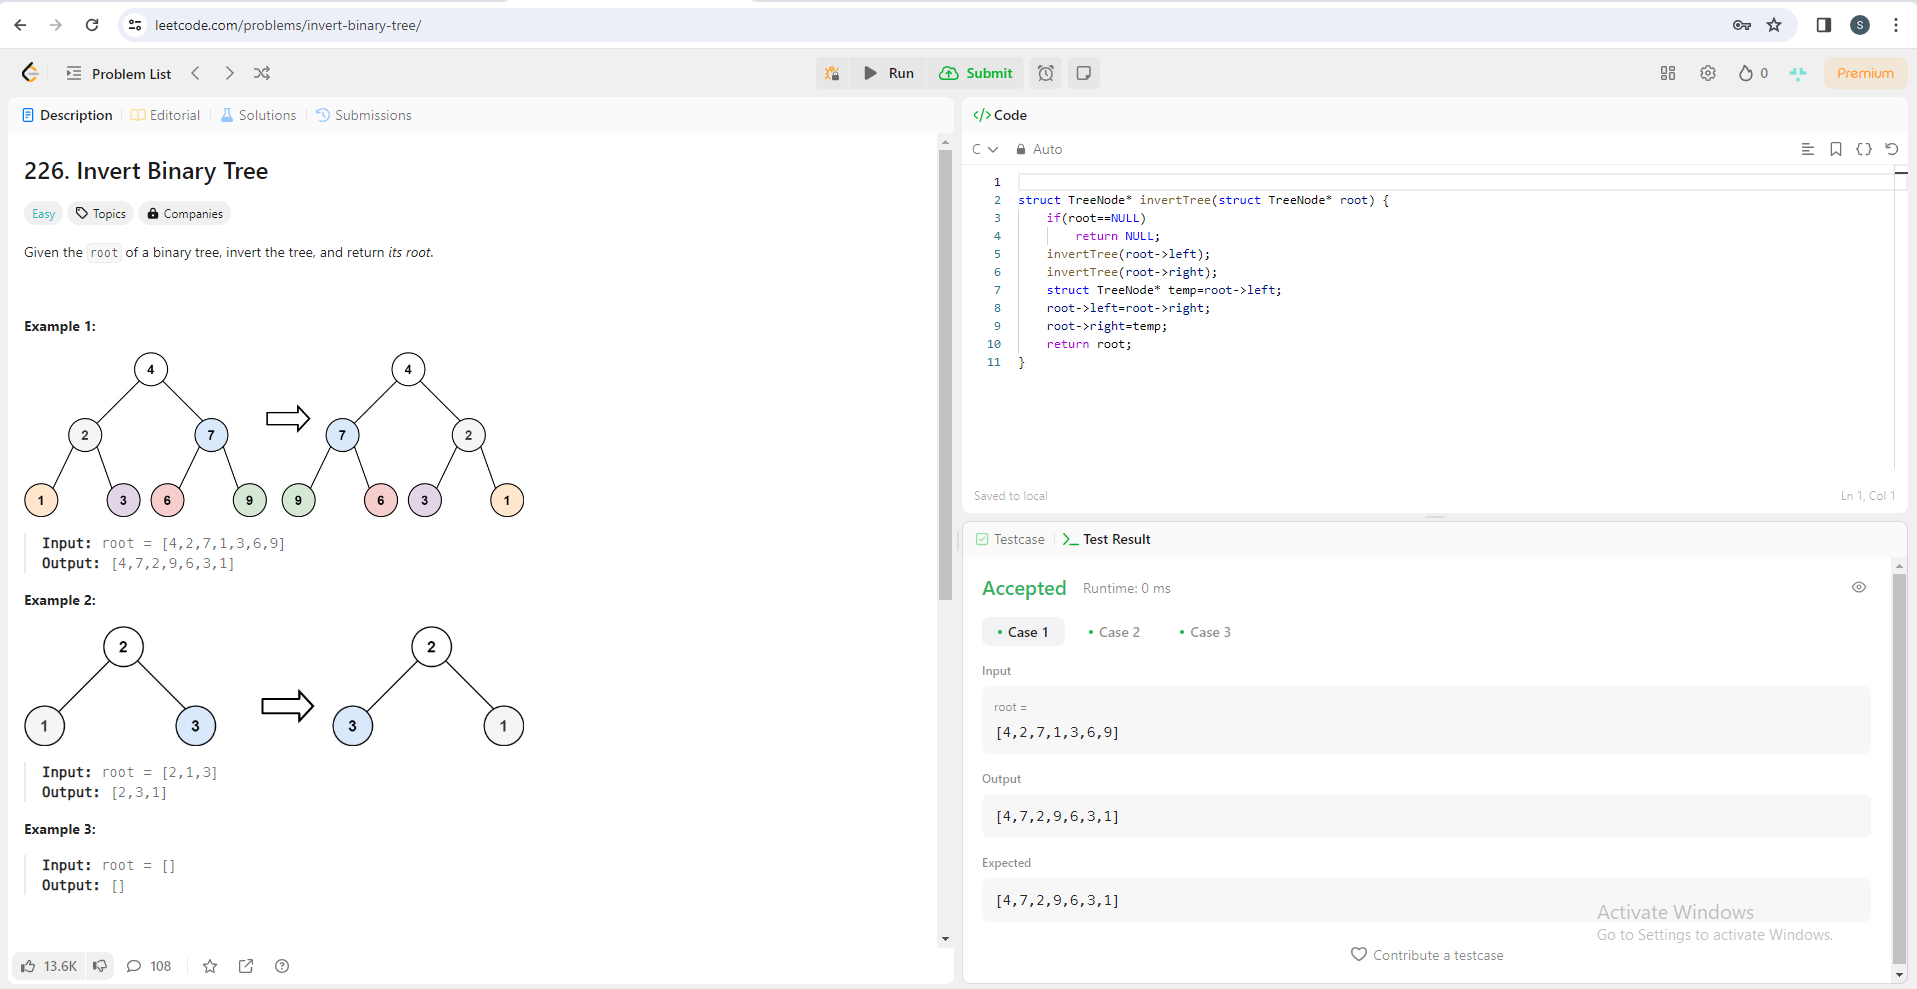 leetcode.com/problems/invert-binary-tree/
S
Problem List
Run
Submit
0
Premium
Description
Editorial
Solutions
Submissions
226. Invert Binary Tree
Easy
Topics
Companies
Given the root of a binary tree, invert the tree, and return its root.
Example 1:
4 4
2 7 7 2
1 3 6 9 9 6 3 1
Input: root = [4,2,7,1,3,6,9]
Output: [4,7,2,9,6,3,1]
Example 2:
2 2
1 3 3 1
Input: root = [2,1,3]
Output: [2,3,1]
Example 3:
Input: root = []
Output: []
13.6K
108
</> Code
C
Auto
1
2 struct TreeNode* invertTree(struct TreeNode* root) {
3 if(root==NULL)
4 return NULL;
5 invertTree(root->left);
6 invertTree(root->right);
7 struct TreeNode* temp=root->left;
8 root->left=root->right;
9 root->right=temp;
10 return root;
11 }
Saved to local
Ln 1, Col 1
Testcase
Test Result
Accepted Runtime: 0 ms
Case 1 Case 2 Case 3
Input
root =
[4,2,7,1,3,6,9]
Output
[4,7,2,9,6,3,1]
Expected
[4,7,2,9,6,3,1]
Activate Windows
Go to Settings to activate Windows.
Contribute a testcase